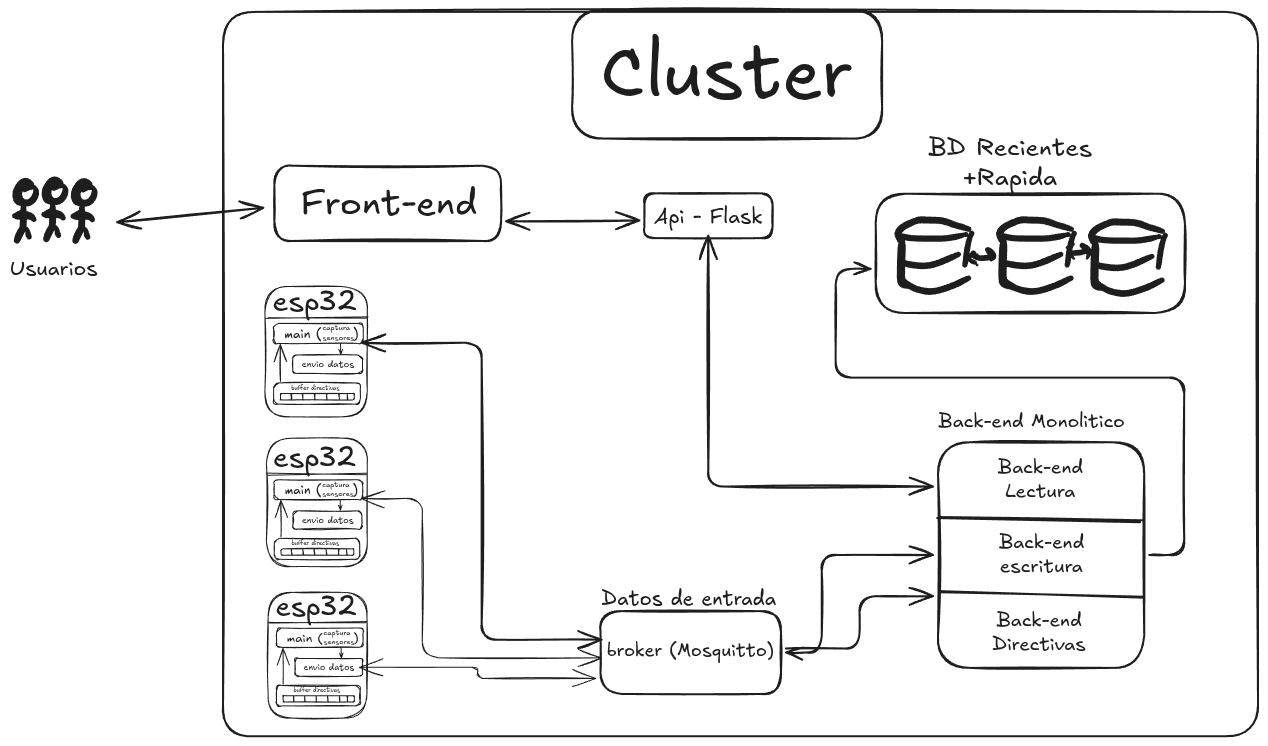 Cluster
BD Recientes
+Rapida
Front-end
Api - Flask
Usuarios
esp32
main (captura
sensores)
envio datos
buffer directivas
esp32
main (captura
sensores)
envio datos
buffer directivas
esp32
main (captura
sensores)
envio datos
buffer directivas
Back-end Monolitico
Back-end
Lectura
Back-end
escritura
Back-end
Directivas
Datos de entrada
broker (Mosquitto)